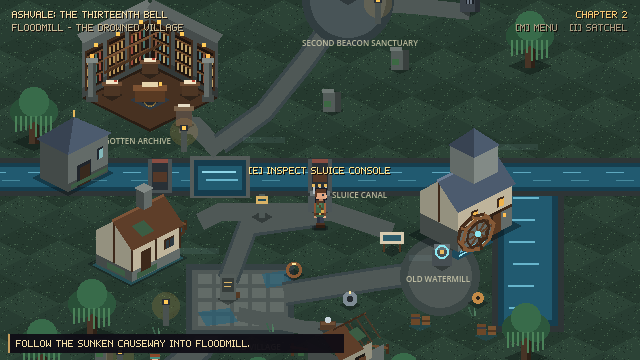 ASHVALE: THE THIRTEENTH BELL
FLOODMILL - THE DROWNED VILLAGE
CHAPTER 2
[M] MENU [I] SATCHEL
SECOND BEACON SANCTUARY
GOTTEN ARCHIVE
[E] INSPECT SLUICE CONSOLE
SLUICE CANAL
OLD WATERMILL
FOLLOW THE SUNKEN CAUSEWAY INTO FLOODMILL.